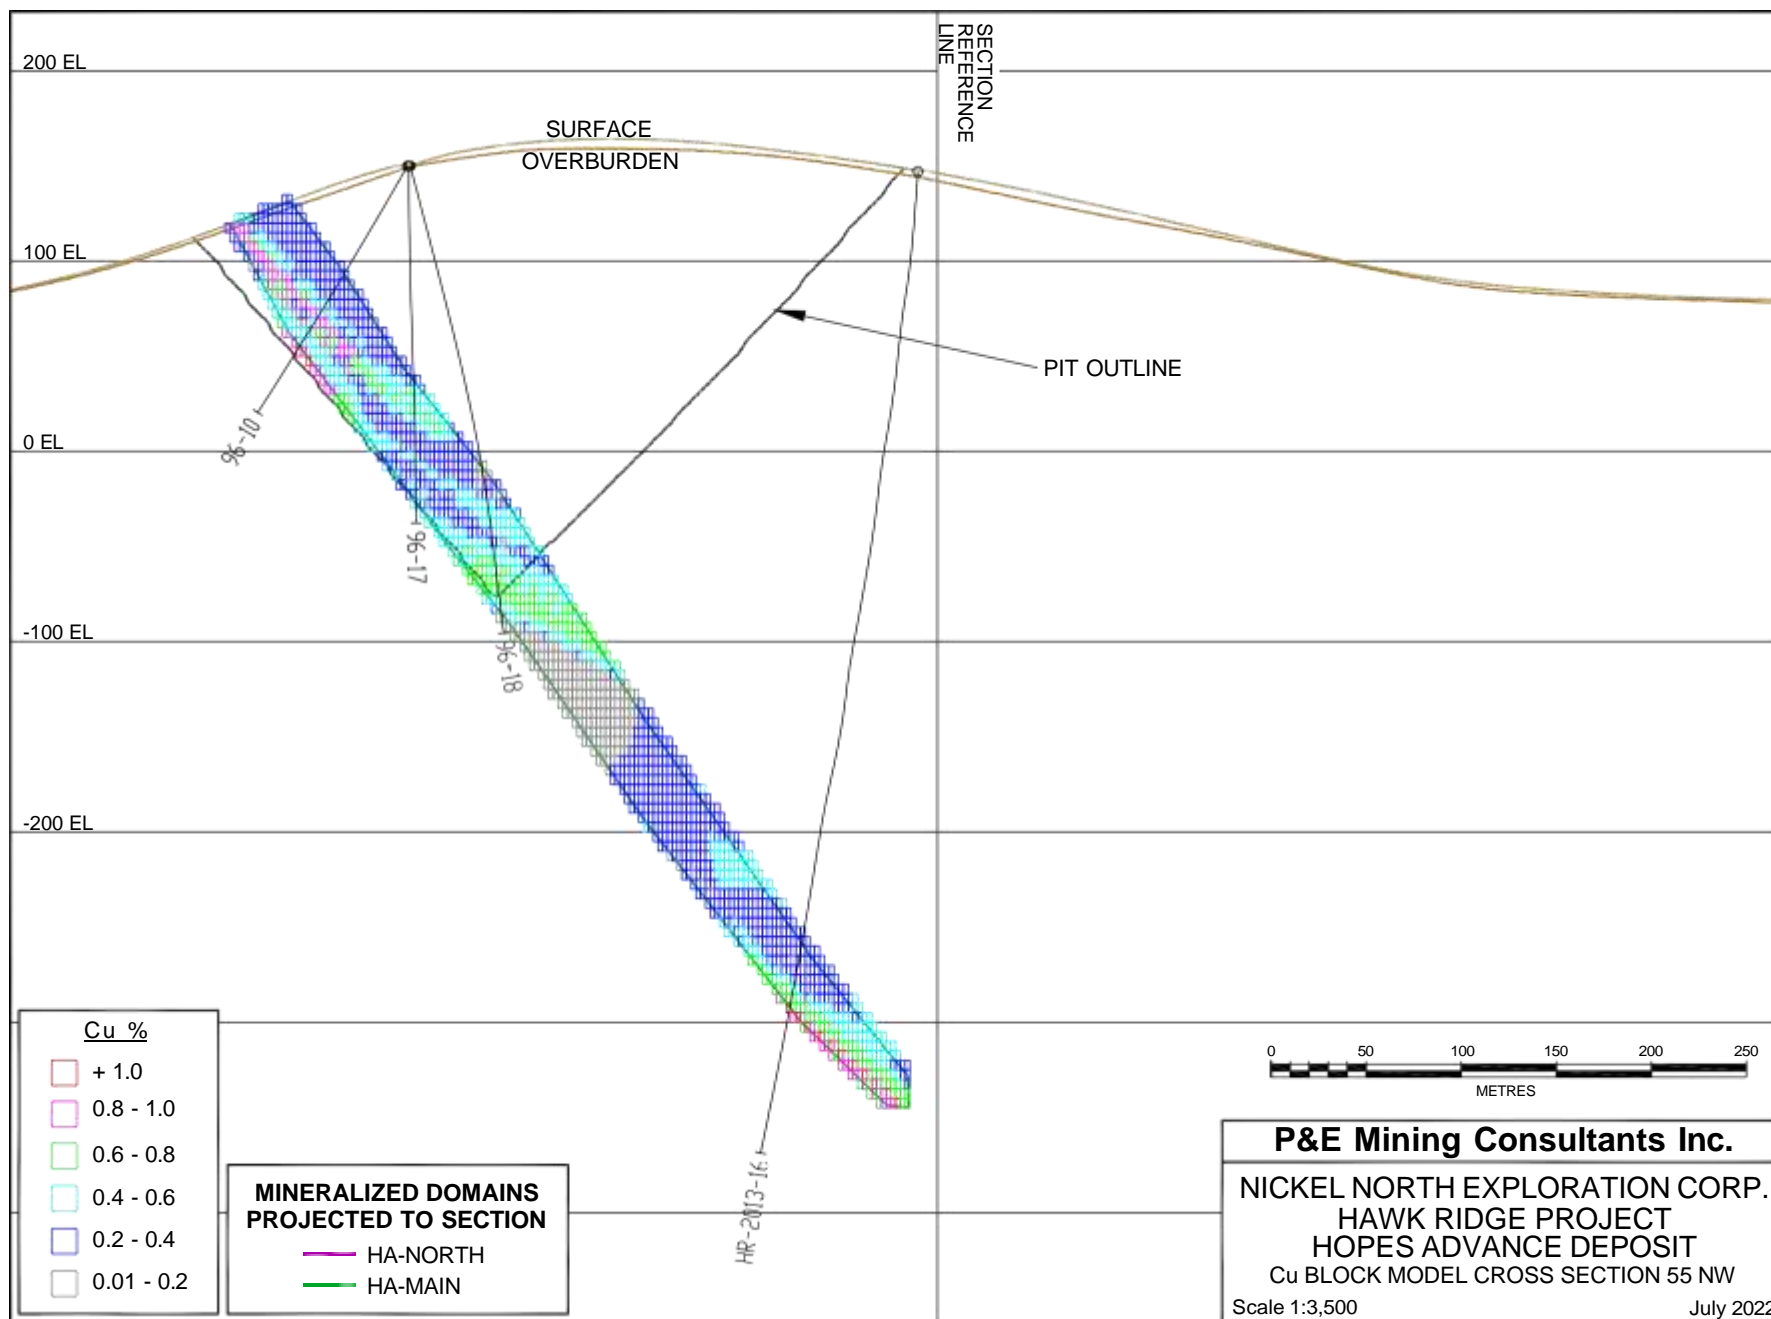 200 EL
SECTION
REFERENCE
LINE
SURFACE
OVERBURDEN
100 EL
PIT OUTLINE
96-10
0 EL
96-17
-100 EL
96-18
-200 EL
HR-2013-16
Cu %
+ 1.0
0.8 - 1.0
0.6 - 0.8
0.4 - 0.6
0.2 - 0.4
0.01 - 0.2
MINERALIZED DOMAINS
PROJECTED TO SECTION
HA-NORTH
HA-MAIN
0 50 100 150 200 250
METRES
P&E Mining Consultants Inc.
NICKEL NORTH EXPLORATION CORP.
HAWK RIDGE PROJECT
HOPES ADVANCE DEPOSIT
Cu BLOCK MODEL CROSS SECTION 55 NW
Scale 1:3,500 July 2022